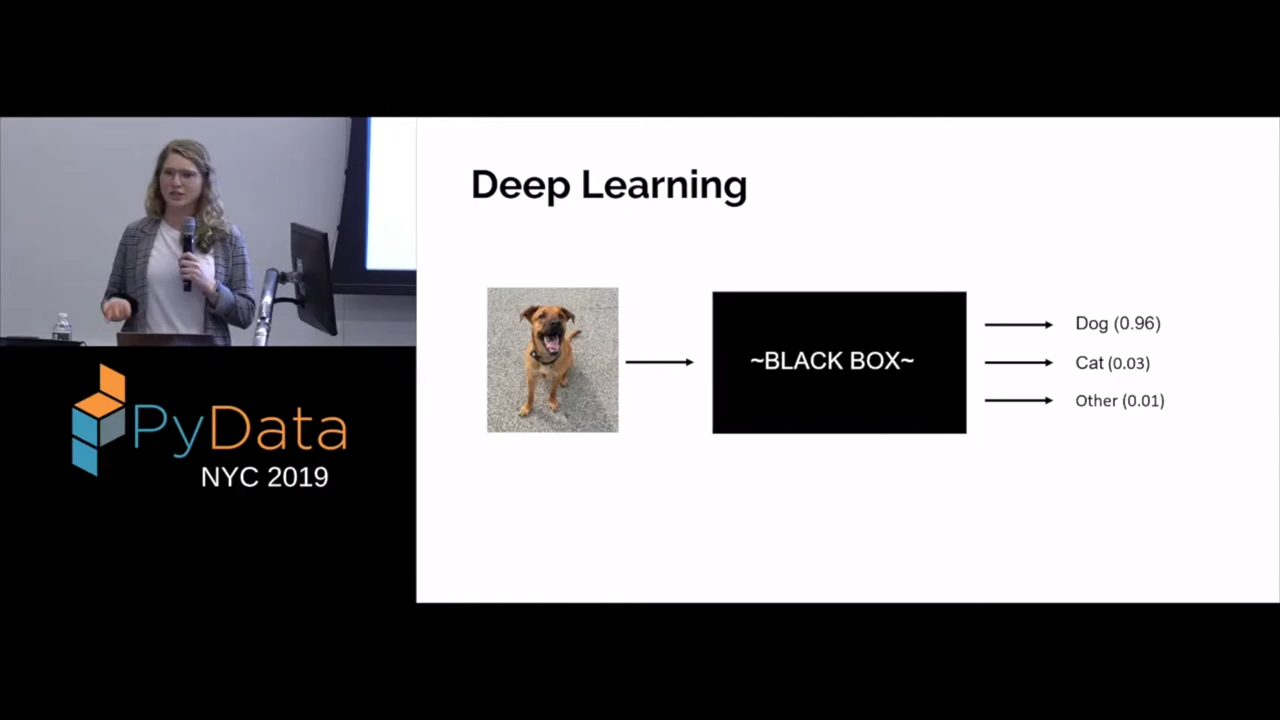 Deep Learning
~BLACK BOX~
Dog (0.96)
Cat (0.03)
Other (0.01)
PyData
NYC 2019